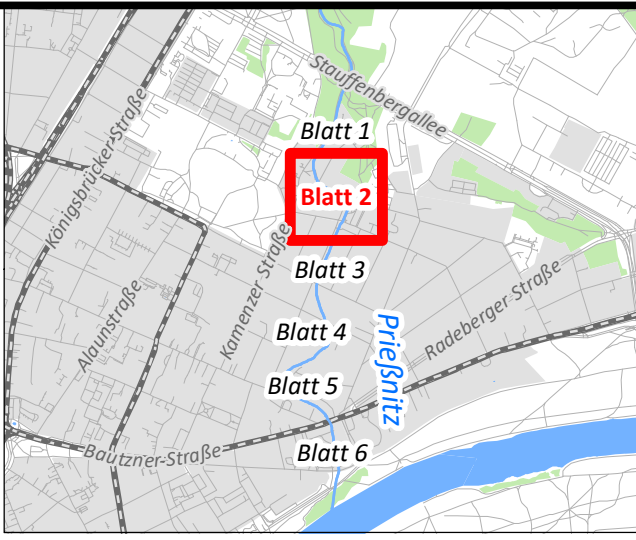 Stauffenbergallee
Blatt 1
Königsbrücker-Straße
Blatt 2
Kamenzer Straße
Blatt 3
Radeberger Straße
Alaunstraße
Blatt 4
Prießnitz
Blatt 5
Bautzner-Straße
Blatt 6